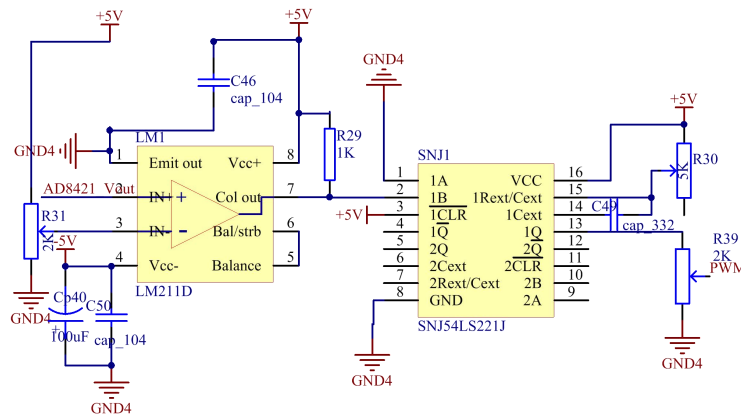 +5V
+5V
C46
cap_104
GND4
LM1
GND4
1 Emit out Vcc+ 8
R29
1K
AD8421_Vout
2 IN+ + Col out 7
R31
2K
3 IN- - Bal/strb 6
-5V
4 Vcc- Balance 5
LM211D
Cp40
+
100uF
C50
cap_104
GND4
GND4
SNJ1
+5V
1 1A VCC 16
2 1B 1Rext/Cext 15
+5V
3 1CLR 1Cext 14
4 1Q 1Q 13
5 2Q 2Q 12
6 2Cext 2CLR 11
7 2Rext/Cext 2B 10
8 GND 2A 9
SNJ54LS221J
R30
5K
C49
cap_332
R39
2K
PWM
GND4
GND4